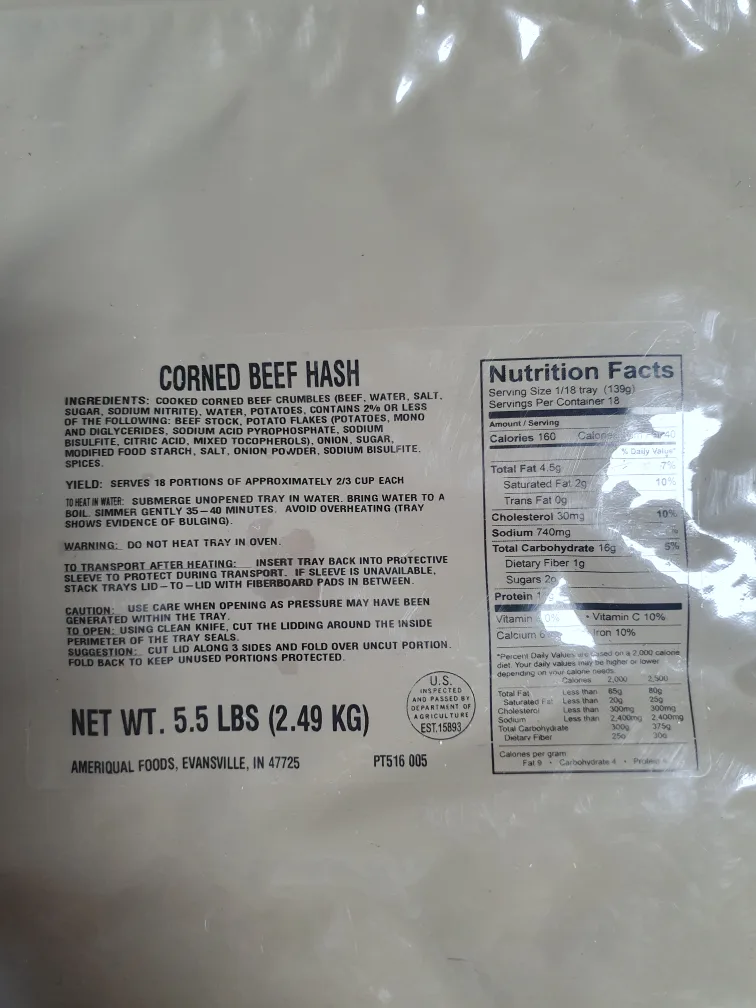 CORNED BEEF HASH
INGREDIENTS: COOKED CORNED BEEF CRUMBLES (BEEF, WATER, SALT,
SUGAR, SODIUM NITRITE), WATER, POTATOES, CONTAINS 2% OR LESS
OF THE FOLLOWING: BEEF STOCK, POTATO FLAKES (POTATOES, MONO
AND DIGLYCERIDES, SODIUM ACID PYROPHOSPHATE, SODIUM
BISULFITE, CITRIC ACID, MIXED TOCOPHEROLS), ONION, SUGAR,
MODIFIED FOOD STARCH, SALT, ONION POWDER, SODIUM BISULFITE,
SPICES.
YIELD: SERVES 18 PORTIONS OF APPROXIMATELY 2/3 CUP EACH
TO HEAT IN WATER: SUBMERGE UNOPENED TRAY IN WATER. BRING WATER TO A
BOIL. SIMMER GENTLY 35-40 MINUTES. AVOID OVERHEATING (TRAY
SHOWS EVIDENCE OF BULGING).
WARNING: DO NOT HEAT TRAY IN OVEN.
TO TRANSPORT AFTER HEATING: INSERT TRAY BACK INTO PROTECTIVE
SLEEVE TO PROTECT DURING TRANSPORT. IF SLEEVE IS UNAVAILABLE,
STACK TRAYS LID-TO-LID WITH FIBERBOARD PADS IN BETWEEN.
CAUTION: USE CARE WHEN OPENING AS PRESSURE MAY HAVE BEEN
GENERATED WITHIN THE TRAY.
TO OPEN: USING CLEAN KNIFE, CUT THE LIDDING AROUND THE INSIDE
PERIMETER OF THE TRAY SEALS.
SUGGESTION: CUT LID ALONG 3 SIDES AND FOLD OVER UNCUT PORTION.
FOLD BACK TO KEEP UNUSED PORTIONS PROTECTED.
NET WT. 5.5 LBS (2.49 KG)
U.S.
INSPECTED
AND PASSED BY
DEPARTMENT OF
AGRICULTURE
EST.15893
AMERIQUAL FOODS, EVANSVILLE, IN 47725
PT516 005
Nutrition Facts
Serving Size 1/18 tray (139g)
Servings Per Container 18
Amount / Serving
Calories 160 Calories 40
% Daily Value*
Total Fat 4.5g 7%
Saturated Fat 2g 10%
Trans Fat 0g
Cholesterol 30mg 10%
Sodium 740mg
Total Carbohydrate 16g 5%
Dietary Fiber 1g
Sugars 2g
Protein
Vitamin 0% • Vitamin C 10%
Calcium Iron 10%
*Percent Daily Values are based on a 2,000 calorie
diet. Your daily values may be higher or lower
depending on your calorie needs.
Calories 2,000 2,500
Total Fat Less than 65g 80g
Saturated Fat Less than 20g 25g
Cholesterol Less than 300mg 300mg
Sodium Less than 2,400mg 2,400mg
Total Carbohydrate 300g 375g
Dietary Fiber 25g 30g
Calories per gram
Fat 9 • Carbohydrate 4 • Protein